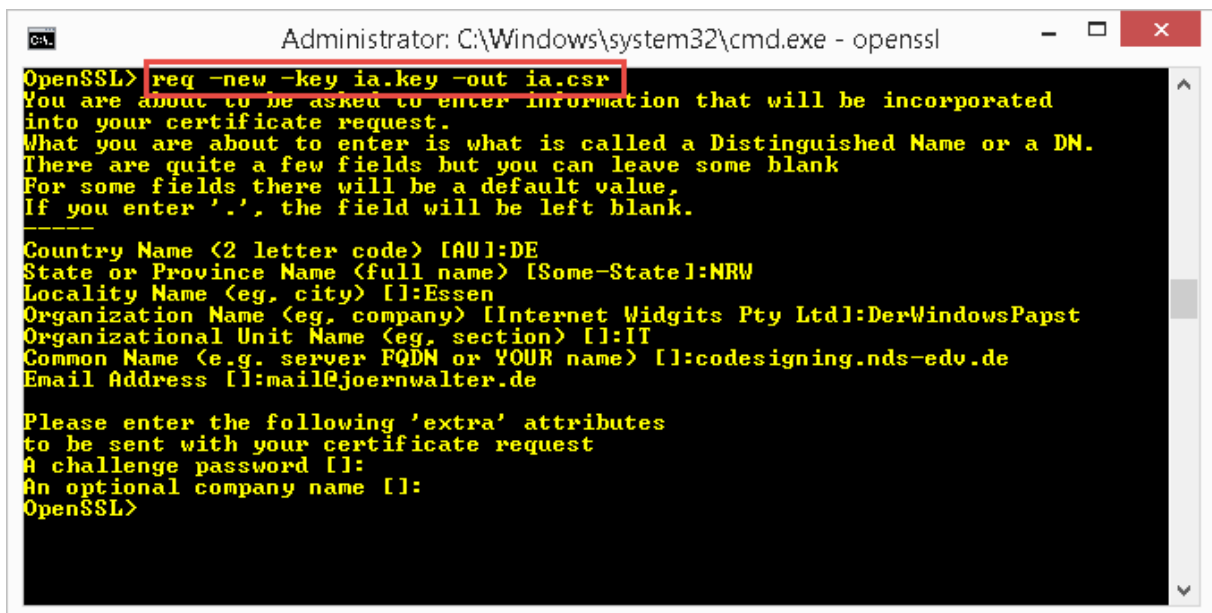 Administrator: C:\Windows\system32\cmd.exe - openssl
OpenSSL> req -new -key ia.key -out ia.csr
You are about to be asked to enter information that will be incorporated
into your certificate request.
What you are about to enter is what is called a Distinguished Name or a DN.
There are quite a few fields but you can leave some blank
For some fields there will be a default value,
If you enter '.', the field will be left blank.
-----
Country Name (2 letter code) [AU]:DE
State or Province Name (full name) [Some-State]:NRW
Locality Name (eg, city) []:Essen
Organization Name (eg, company) [Internet Widgits Pty Ltd]:DerWindowsPapst
Organizational Unit Name (eg, section) []:IT
Common Name (e.g. server FQDN or YOUR name) []:codesigning.nds-edv.de
Email Address []:mail@joernwalter.de
Please enter the following 'extra' attributes
to be sent with your certificate request
A challenge password []:
An optional company name []:
OpenSSL>